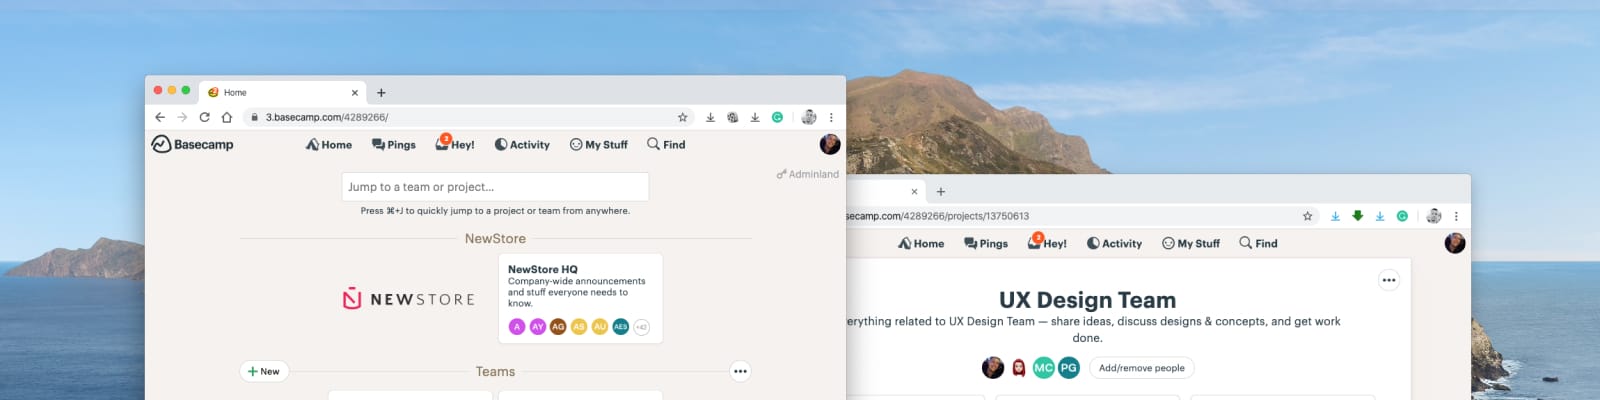 Home
3.basecamp.com/4289266/
Basecamp
Home
Pings
3
Hey!
Activity
My Stuff
Find
Adminland
Jump to a team or project...
Press ⌘+J to quickly jump to a project or team from anywhere.
NewStore
NEWSTORE
NewStore HQ
Company-wide announcements
and stuff everyone needs to
know.
A AY AG AS AU AES +42
+ New
Teams
secamp.com/4289266/projects/13750613
Home
Pings
3
Hey!
Activity
My Stuff
Find
UX Design Team
verything related to UX Design Team — share ideas, discuss designs & concepts, and get work
done.
MC PG
Add/remove people